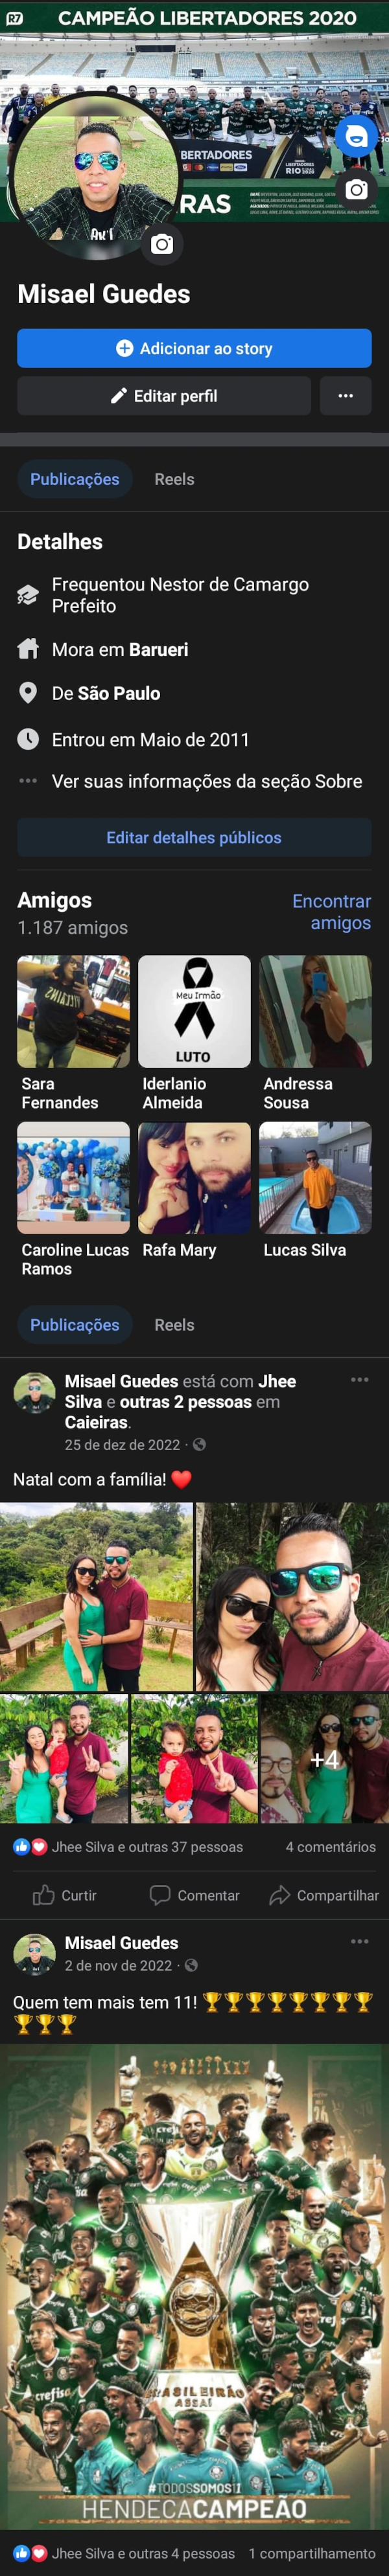 R7
CAMPEÃO LIBERTADORES 2020
BERTADORES
RAS
Misael Guedes
Adicionar ao story
Editar perfil
Publicações
Reels
Detalhes
Frequentou Nestor de Camargo
Prefeito
Mora em Barueri
De São Paulo
Entrou em Maio de 2011
Ver suas informações da seção Sobre
Editar detalhes públicos
Amigos
Encontrar
amigos
1.187 amigos
Meu Irmão
LUTO
Sara
Fernandes
Iderlanio
Almeida
Andressa
Sousa
Caroline Lucas
Ramos
Rafa Mary
Lucas Silva
Publicações
Reels
Misael Guedes está com Jhee
Silva e outras 2 pessoas em
Caieiras.
25 de dez de 2022
Natal com a família! ❤️
+4
Jhee Silva e outras 37 pessoas
4 comentários
Curtir
Comentar
Compartilhar
Misael Guedes
2 de nov de 2022
Quem tem mais tem 11! 🏆🏆🏆🏆🏆🏆🏆🏆
🏆🏆🏆
BRASILEIRÃO
ASSAÍ
#TODOSSOMOS1
HENDECACAMPEÃO
Jhee Silva e outras 4 pessoas
1 compartilhamento